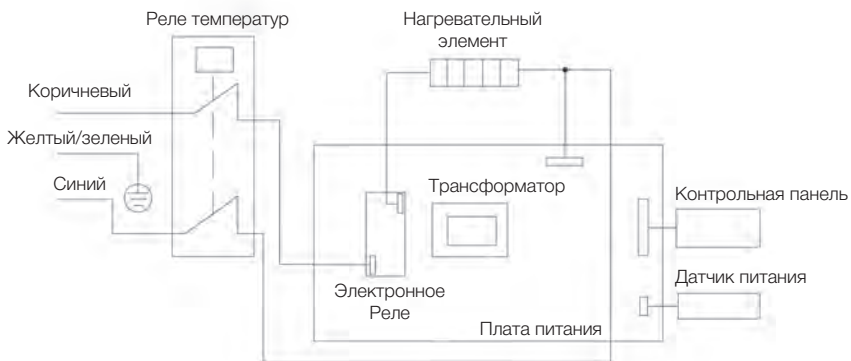 Реле температур
Нагревательный
элемент
Коричневый
Желтый/зеленый
Синий
Трансформатор
Контрольная панель
Датчик питания
Электронное
Реле
Плата питания